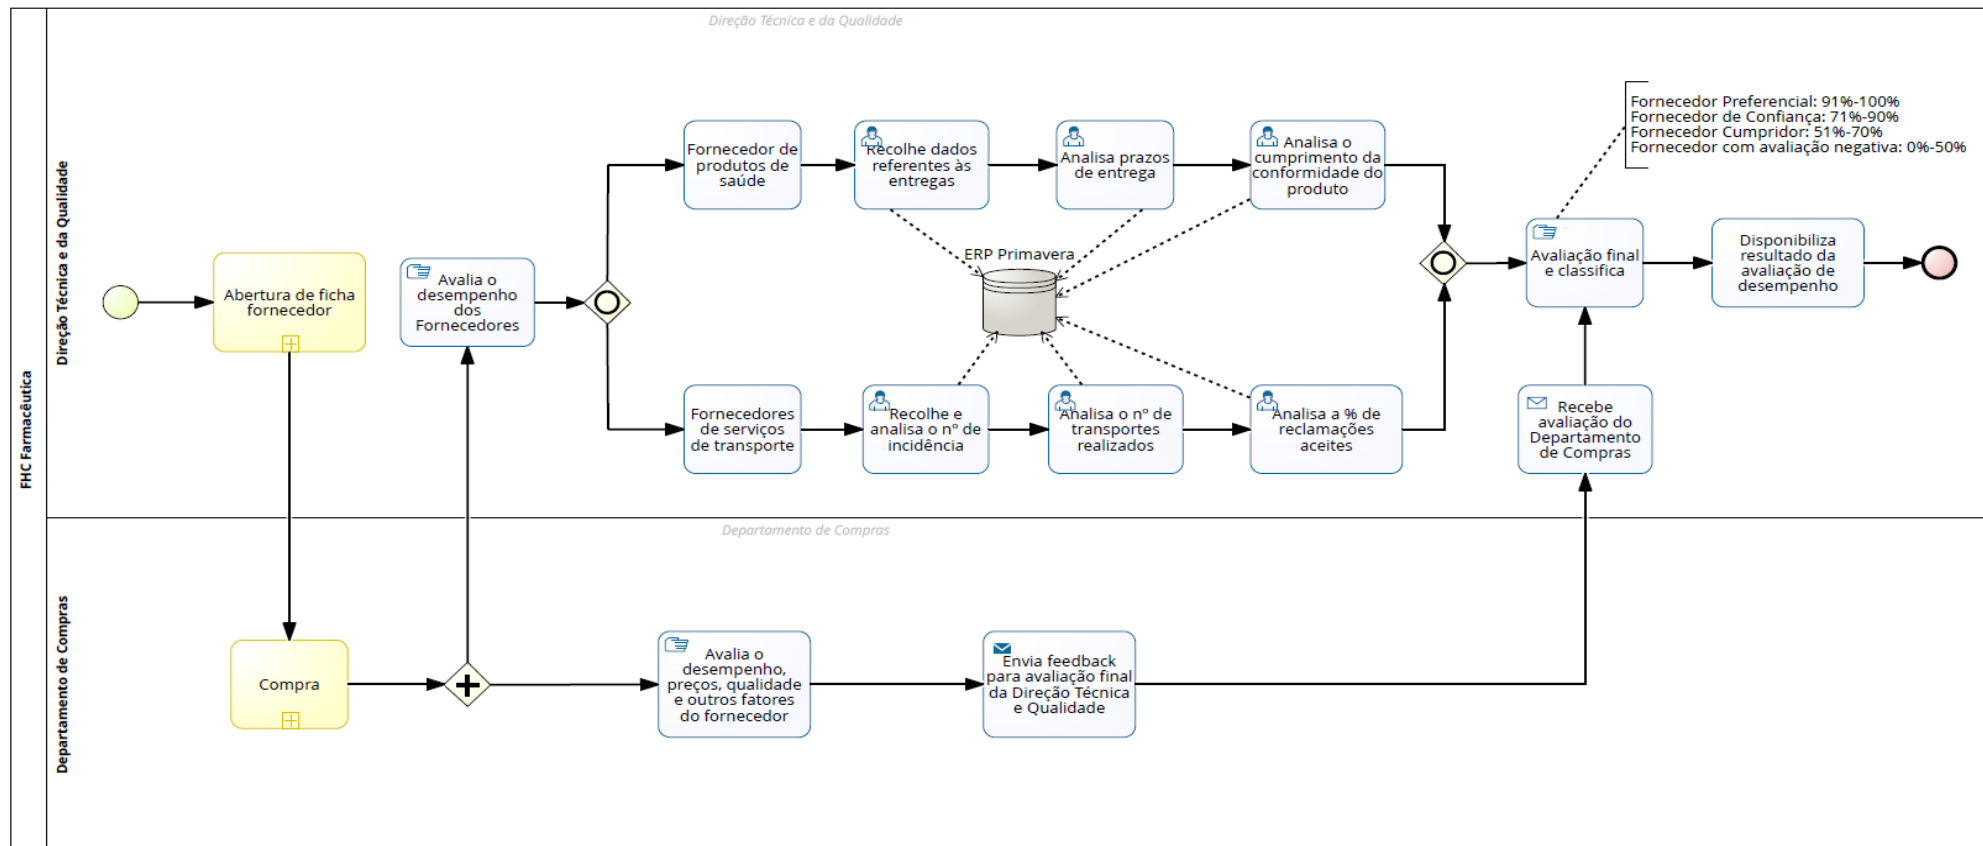 Direção Técnica e da Qualidade
FHC Farmacêutica
Direção Técnica e da Qualidade
Abertura de ficha
fornecedor
Avalia o
desempenho
dos
Fornecedores
Fornecedor de
produtos de
saúde
Recolhe dados
referentes às
entregas
Analisa prazos
de entrega
Analisa o
cumprimento da
conformidade do
produto
ERP Primavera
Fornecedores
de serviços
de transporte
Recolhe e
analisa o nº de
incidência
Analisa o nº de
transportes
realizados
Analisa a % de
reclamações
aceites
Fornecedor Preferencial: 91%-100%
Fornecedor de Confiança: 71%-90%
Fornecedor Cumpridor: 51%-70%
Fornecedor com avaliação negativa: 0%-50%
Avaliação final
e classifica
Disponibiliza
resultado da
avaliação de
desempenho
Recebe
avaliação do
Departamento
de Compras
Departamento de Compras
Departamento de Compras
Compra
Avalia o
desempenho,
preços, qualidade
e outros fatores
do fornecedor
Envia feedback
para avaliação final
da Direção Técnica
e Qualidade